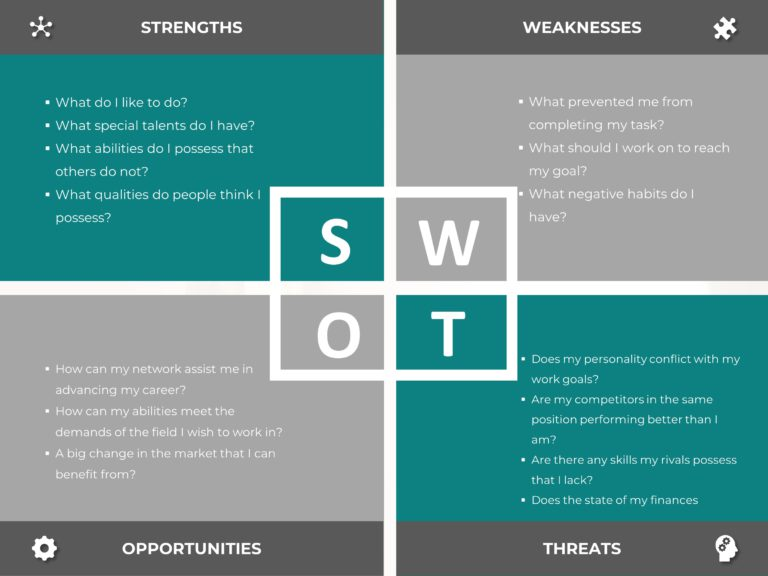 STRENGTHS
What do I like to do?
What special talents do I have?
What abilities do I possess that
others do not?
What qualities do people think I
possess?
WEAKNESSES
What prevented me from
completing my task?
What should I work on to reach
my goal?
What negative habits do I
have?
S
W
O
T
How can my network assist me in
advancing my career?
How can my abilities meet the
demands of the field I wish to work in?
A big change in the market that I can
benefit from?
OPPORTUNITIES
Does my personality conflict with my
work goals?
Are my competitors in the same
position performing better than I
am?
Are there any skills my rivals possess
that I lack?
Does the state of my finances
THREATS